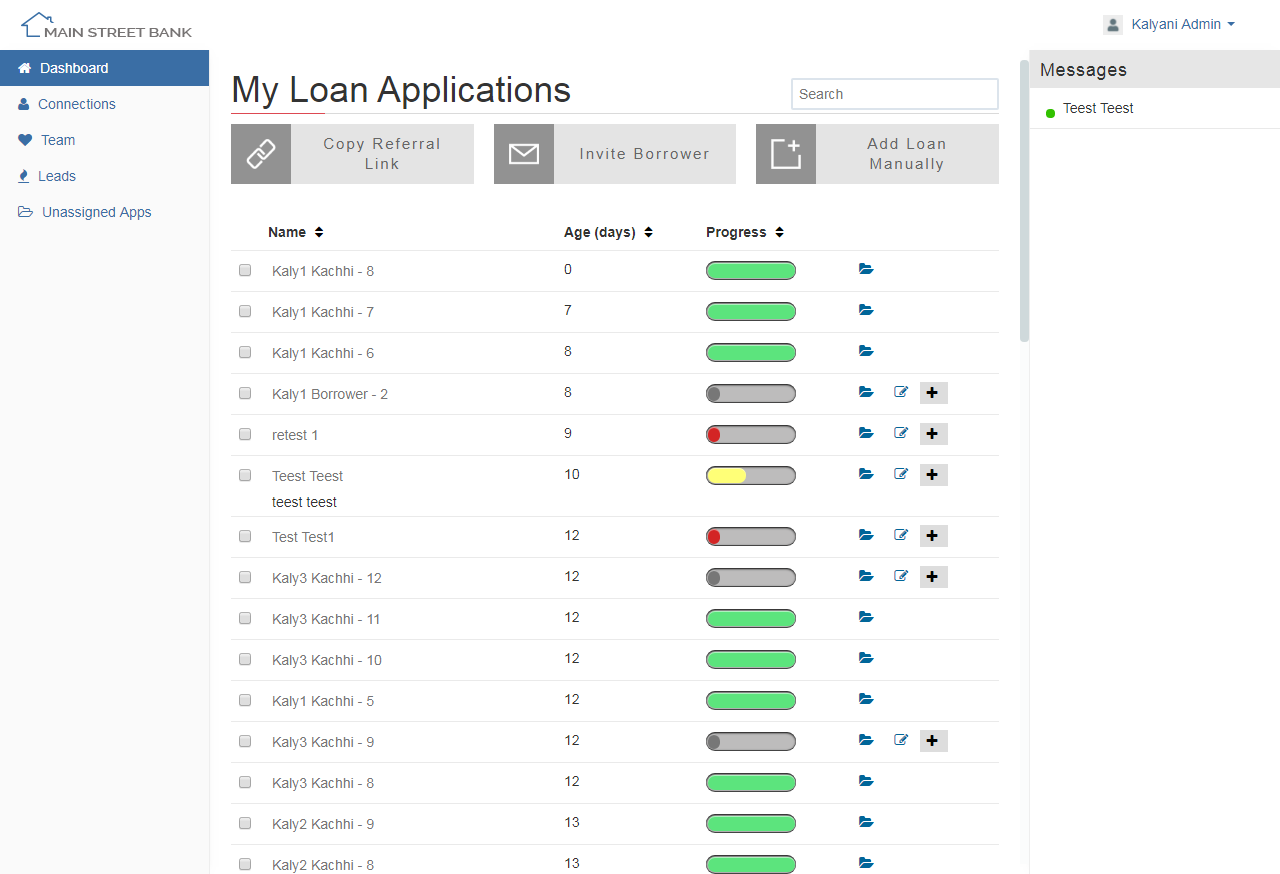 MAIN STREET BANK
Kalyani Admin
Dashboard
Connections
Team
Leads
Unassigned Apps
My Loan Applications
Search
Copy Referral
Link
Invite Borrower
Add Loan
Manually
Name Age (days) Progress
Kaly1 Kachhi - 8 0
Kaly1 Kachhi - 7 7
Kaly1 Kachhi - 6 8
Kaly1 Borrower - 2 8
retest 1 9
Teest Teest 10
teest teest
Test Test1 12
Kaly3 Kachhi - 12 12
Kaly3 Kachhi - 11 12
Kaly3 Kachhi - 10 12
Kaly1 Kachhi - 5 12
Kaly3 Kachhi - 9 12
Kaly3 Kachhi - 8 12
Kaly2 Kachhi - 9 13
Kaly2 Kachhi - 8 13
Messages
Teest Teest